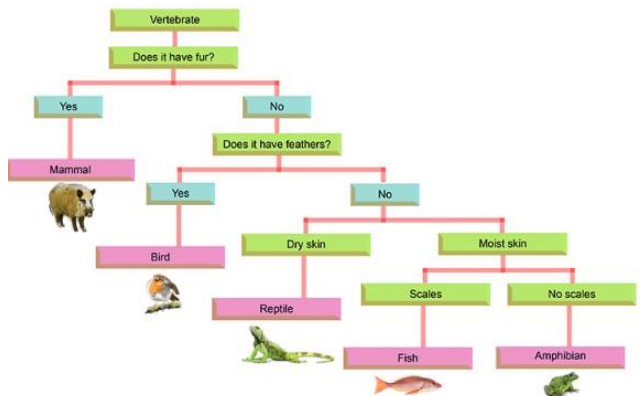 Vertebrate
Does it have fur?
Yes
No
Does it have feathers?
Mammal
Yes
No
Dry skin
Moist skin
Bird
Scales
No scales
Reptile
Fish
Amphibian